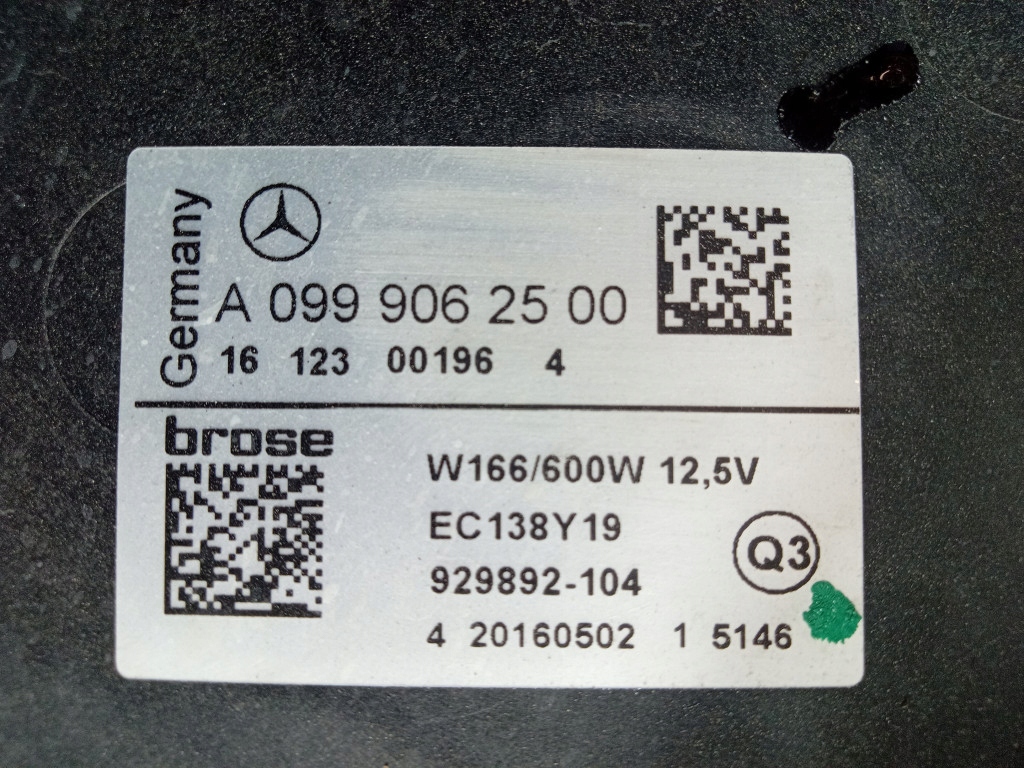 Germany
A 099 906 25 00
16 123 00196 4
brose
W166/600W 12,5V
EC138Y19
929892-104
Q3
4 20160502 1 5146